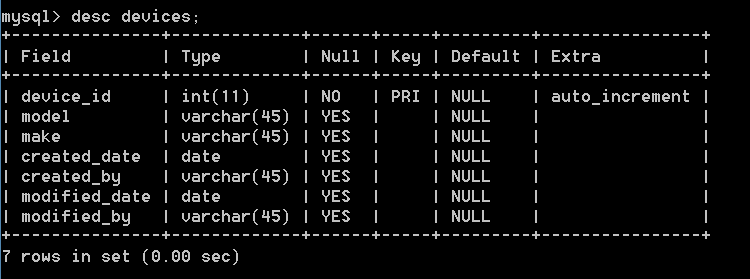 mysql> desc devices;
+---------------+-------------+------+-----+---------+----------------+
| Field         | Type        | Null | Key | Default | Extra          |
+---------------+-------------+------+-----+---------+----------------+
| device_id     | int(11)     | NO   | PRI | NULL    | auto_increment |
| model         | varchar(45) | YES  |     | NULL    |                |
| make          | varchar(45) | YES  |     | NULL    |                |
| created_date  | date        | YES  |     | NULL    |                |
| created_by    | varchar(45) | YES  |     | NULL    |                |
| modified_date | date        | YES  |     | NULL    |                |
| modified_by   | varchar(45) | YES  |     | NULL    |                |
+---------------+-------------+------+-----+---------+----------------+
7 rows in set (0.00 sec)